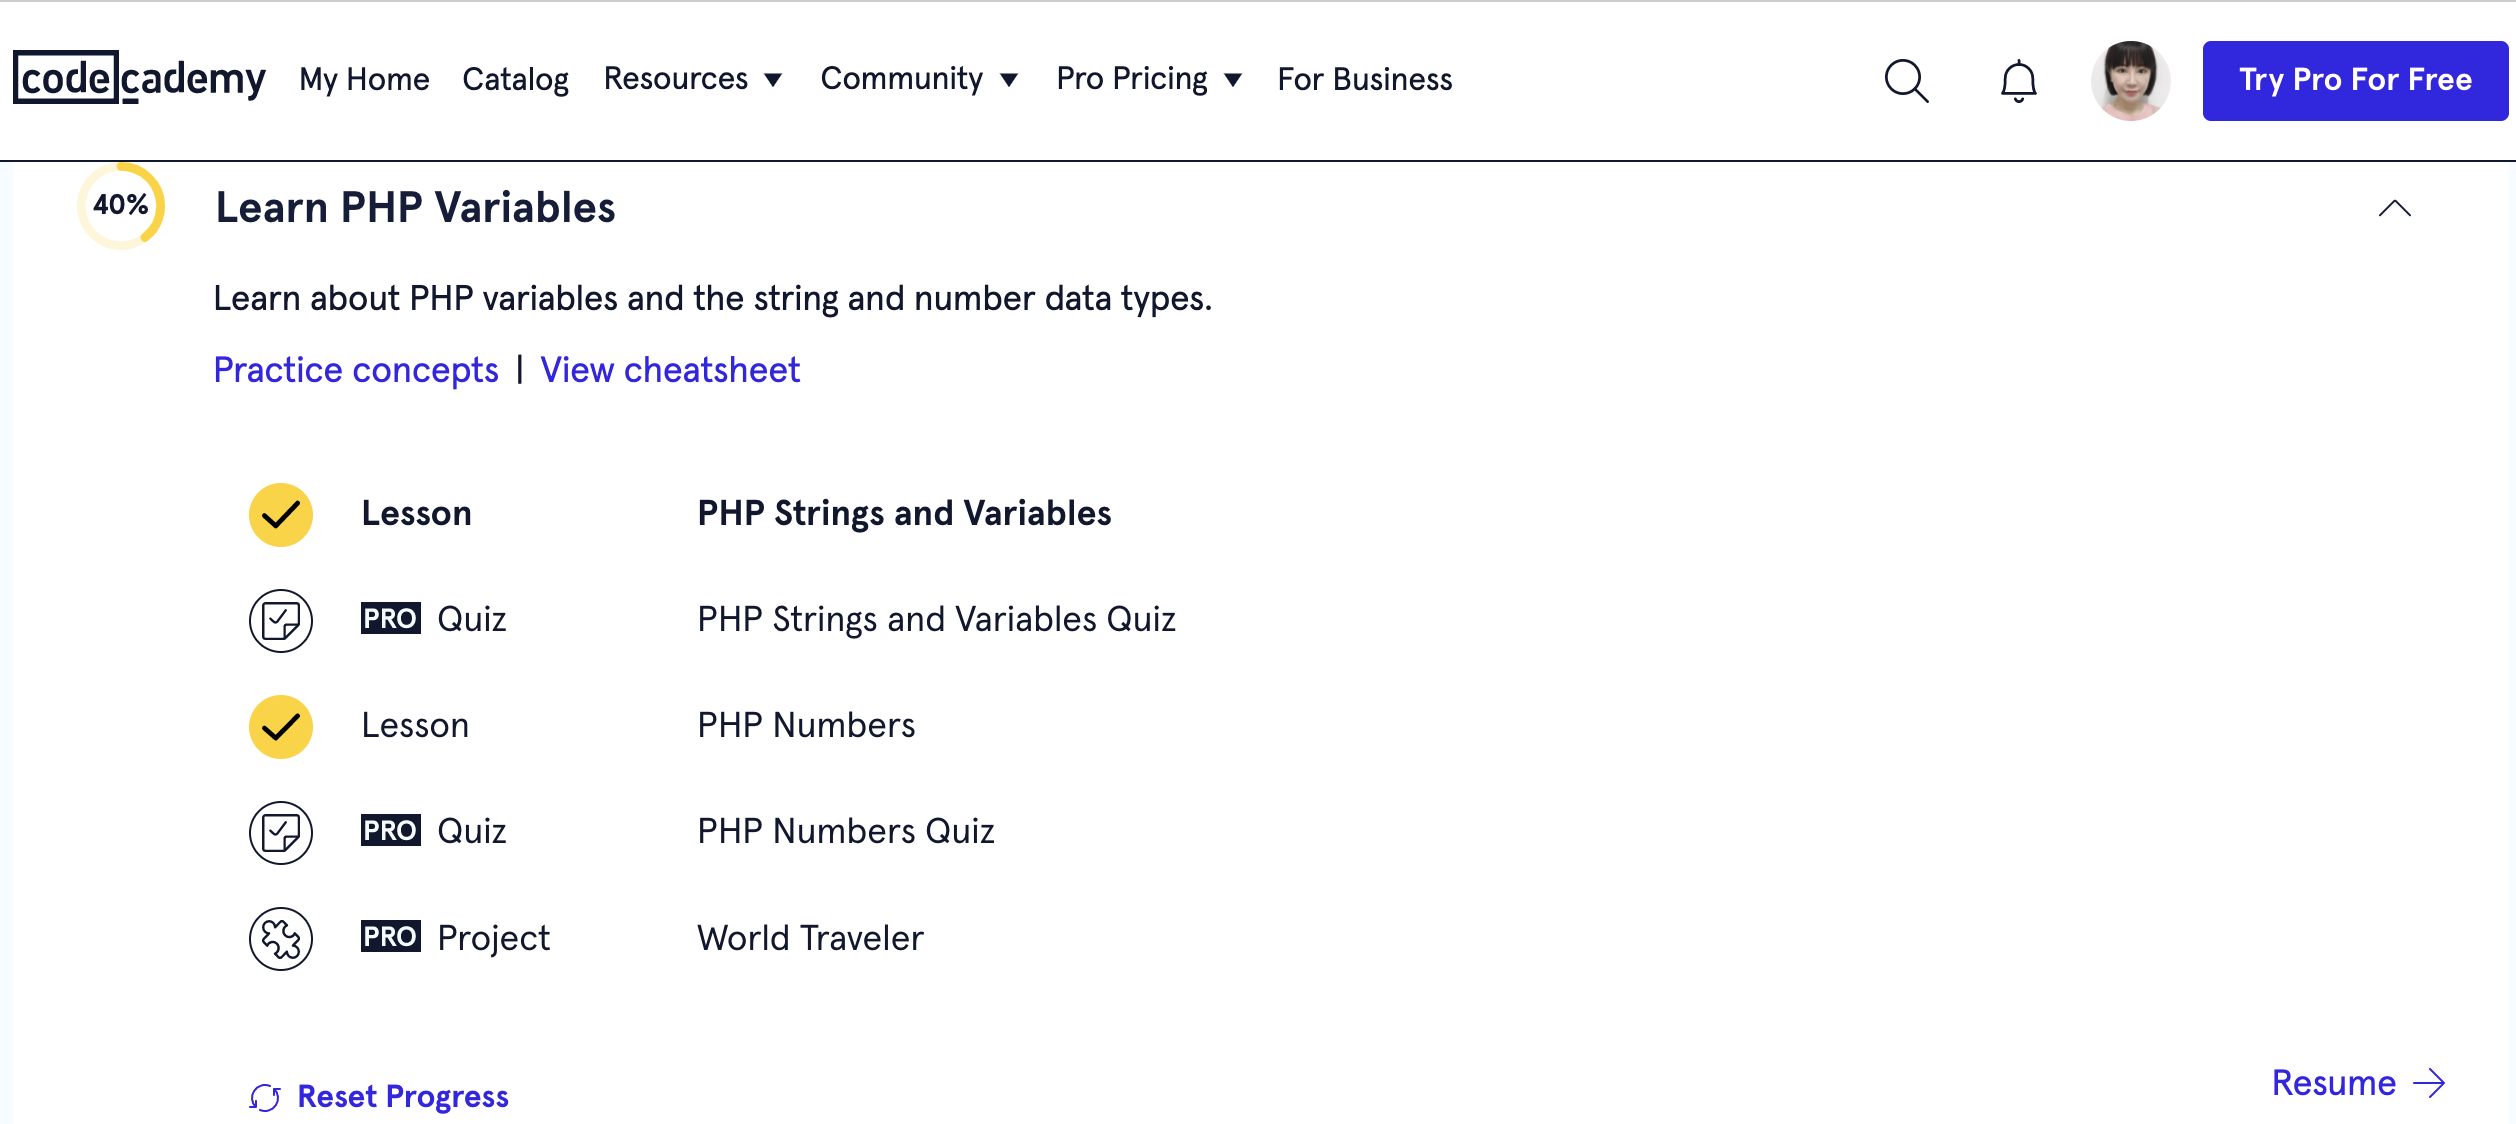 codecademy My Home Catalog Resources Community Pro Pricing For Business Try Pro For Free
40% Learn PHP Variables
Learn about PHP variables and the string and number data types.
Practice concepts | View cheatsheet
Lesson PHP Strings and Variables
PRO Quiz PHP Strings and Variables Quiz
Lesson PHP Numbers
PRO Quiz PHP Numbers Quiz
PRO Project World Traveler
Reset Progress Resume